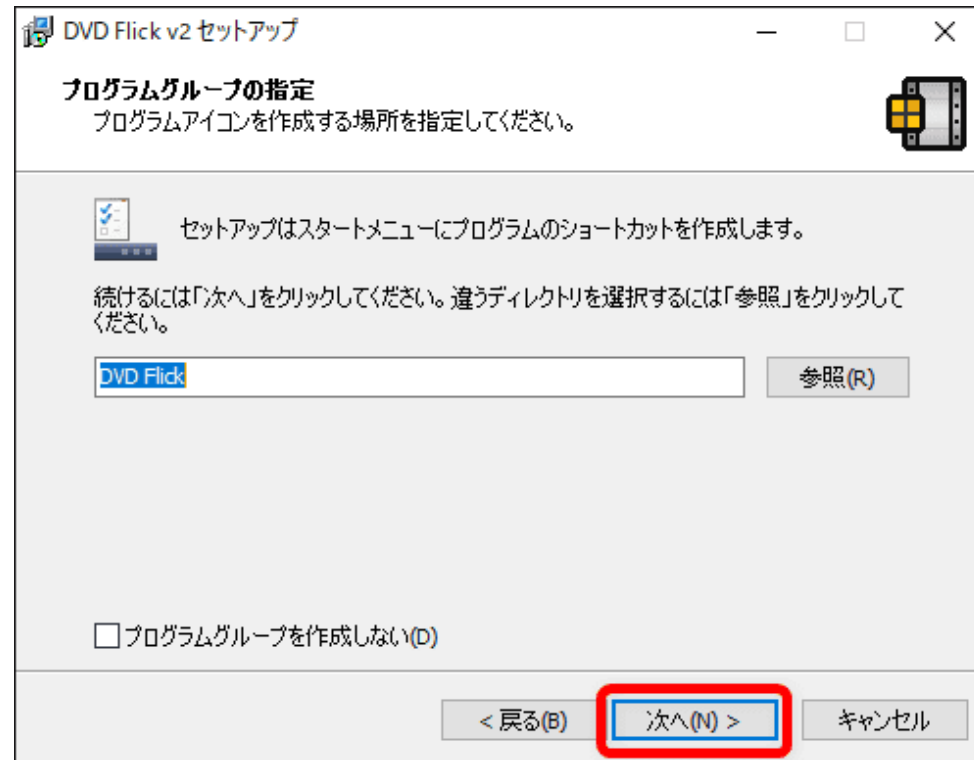 DVD Flick v2 セットアップ
プログラムグループの指定
プログラムアイコンを作成する場所を指定してください。
セットアップはスタートメニューにプログラムのショートカットを作成します。
続けるには「次へ」をクリックしてください。違うディレクトリを選択するには「参照」をクリックして
ください。
DVD Flick
参照(R)
プログラムグループを作成しない(D)
< 戻る(B)
次へ(N) >
キャンセル